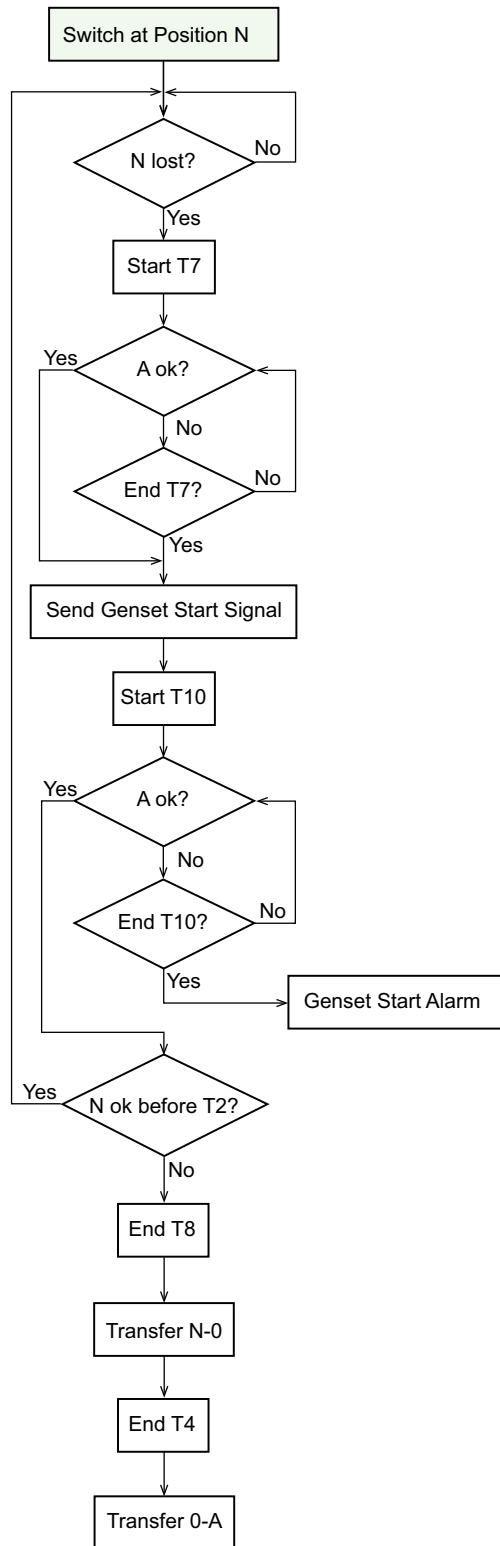 Switch at Position N
N lost?
No
Yes
Start T7
Yes
A ok?
No
End T7?
No
Yes
Send Genset Start Signal
Start T10
Yes
A ok?
No
End T10?
No
Yes
Genset Start Alarm
Yes
N ok before T2?
No
End T8
Transfer N-0
End T4
Transfer 0-A